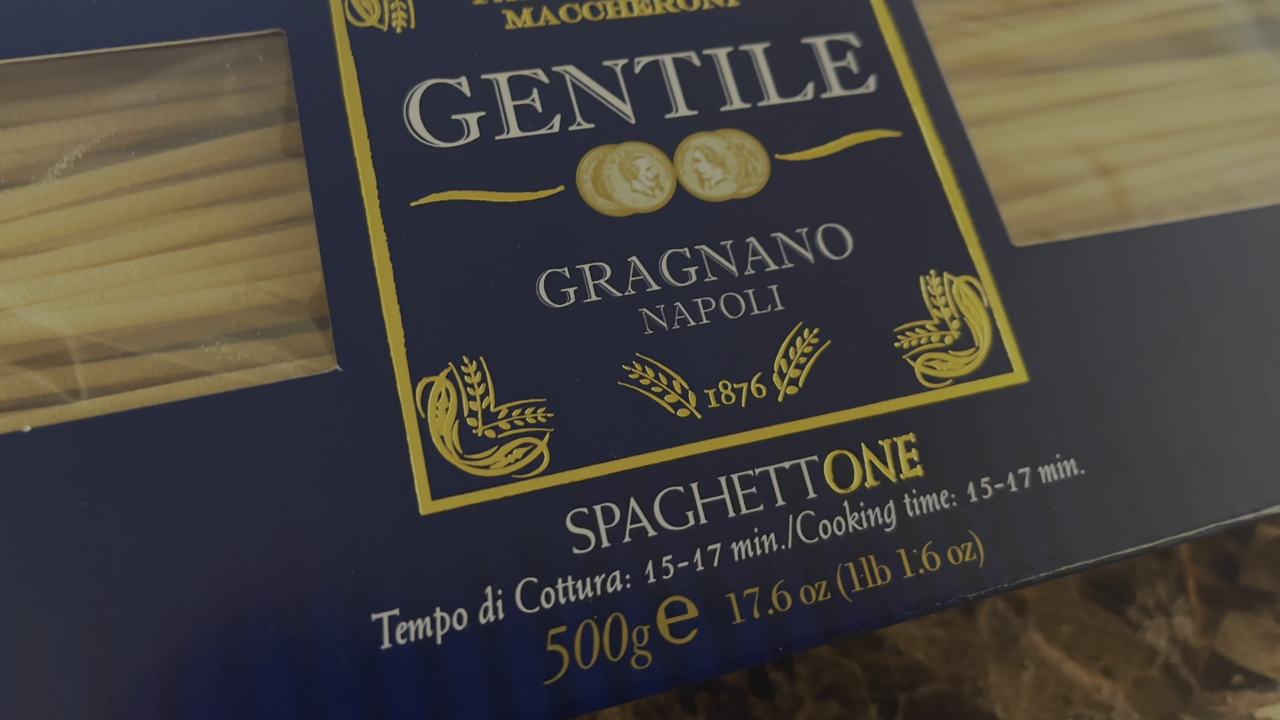 MACCHERONI
GENTILE
GRAGNANO
NAPOLI
1876
SPAGHETTONE
Tempo di Cottura: 15-17 min./Cooking time: 15-17 min.
500g e 17.6 oz (1lb 1.6 oz)